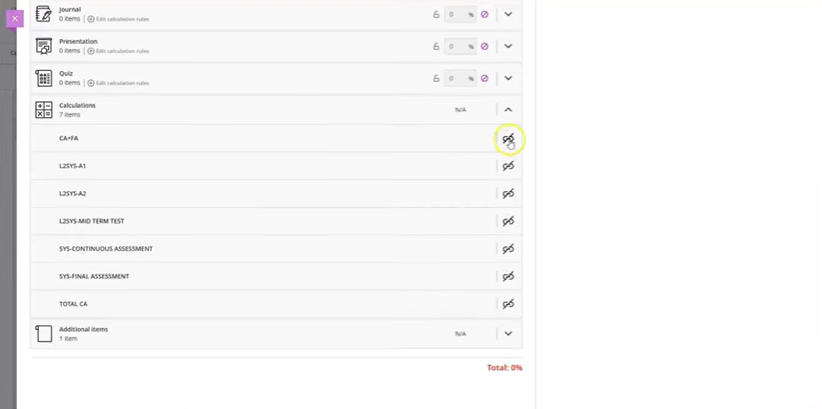 Journal
0 items | Edit calculation rules
0 %
Presentation
0 items | Edit calculation rules
0 %
Quiz
0 items | Edit calculation rules
0 %
Calculations
7 items
N/A
CA+FA
L2SYS-A1
L2SYS-A2
L2SYS-MID TERM TEST
SYS-CONTINUOUS ASSESSMENT
SYS-FINAL ASSESSMENT
TOTAL CA
Additional items
1 item
N/A
Total: 0%